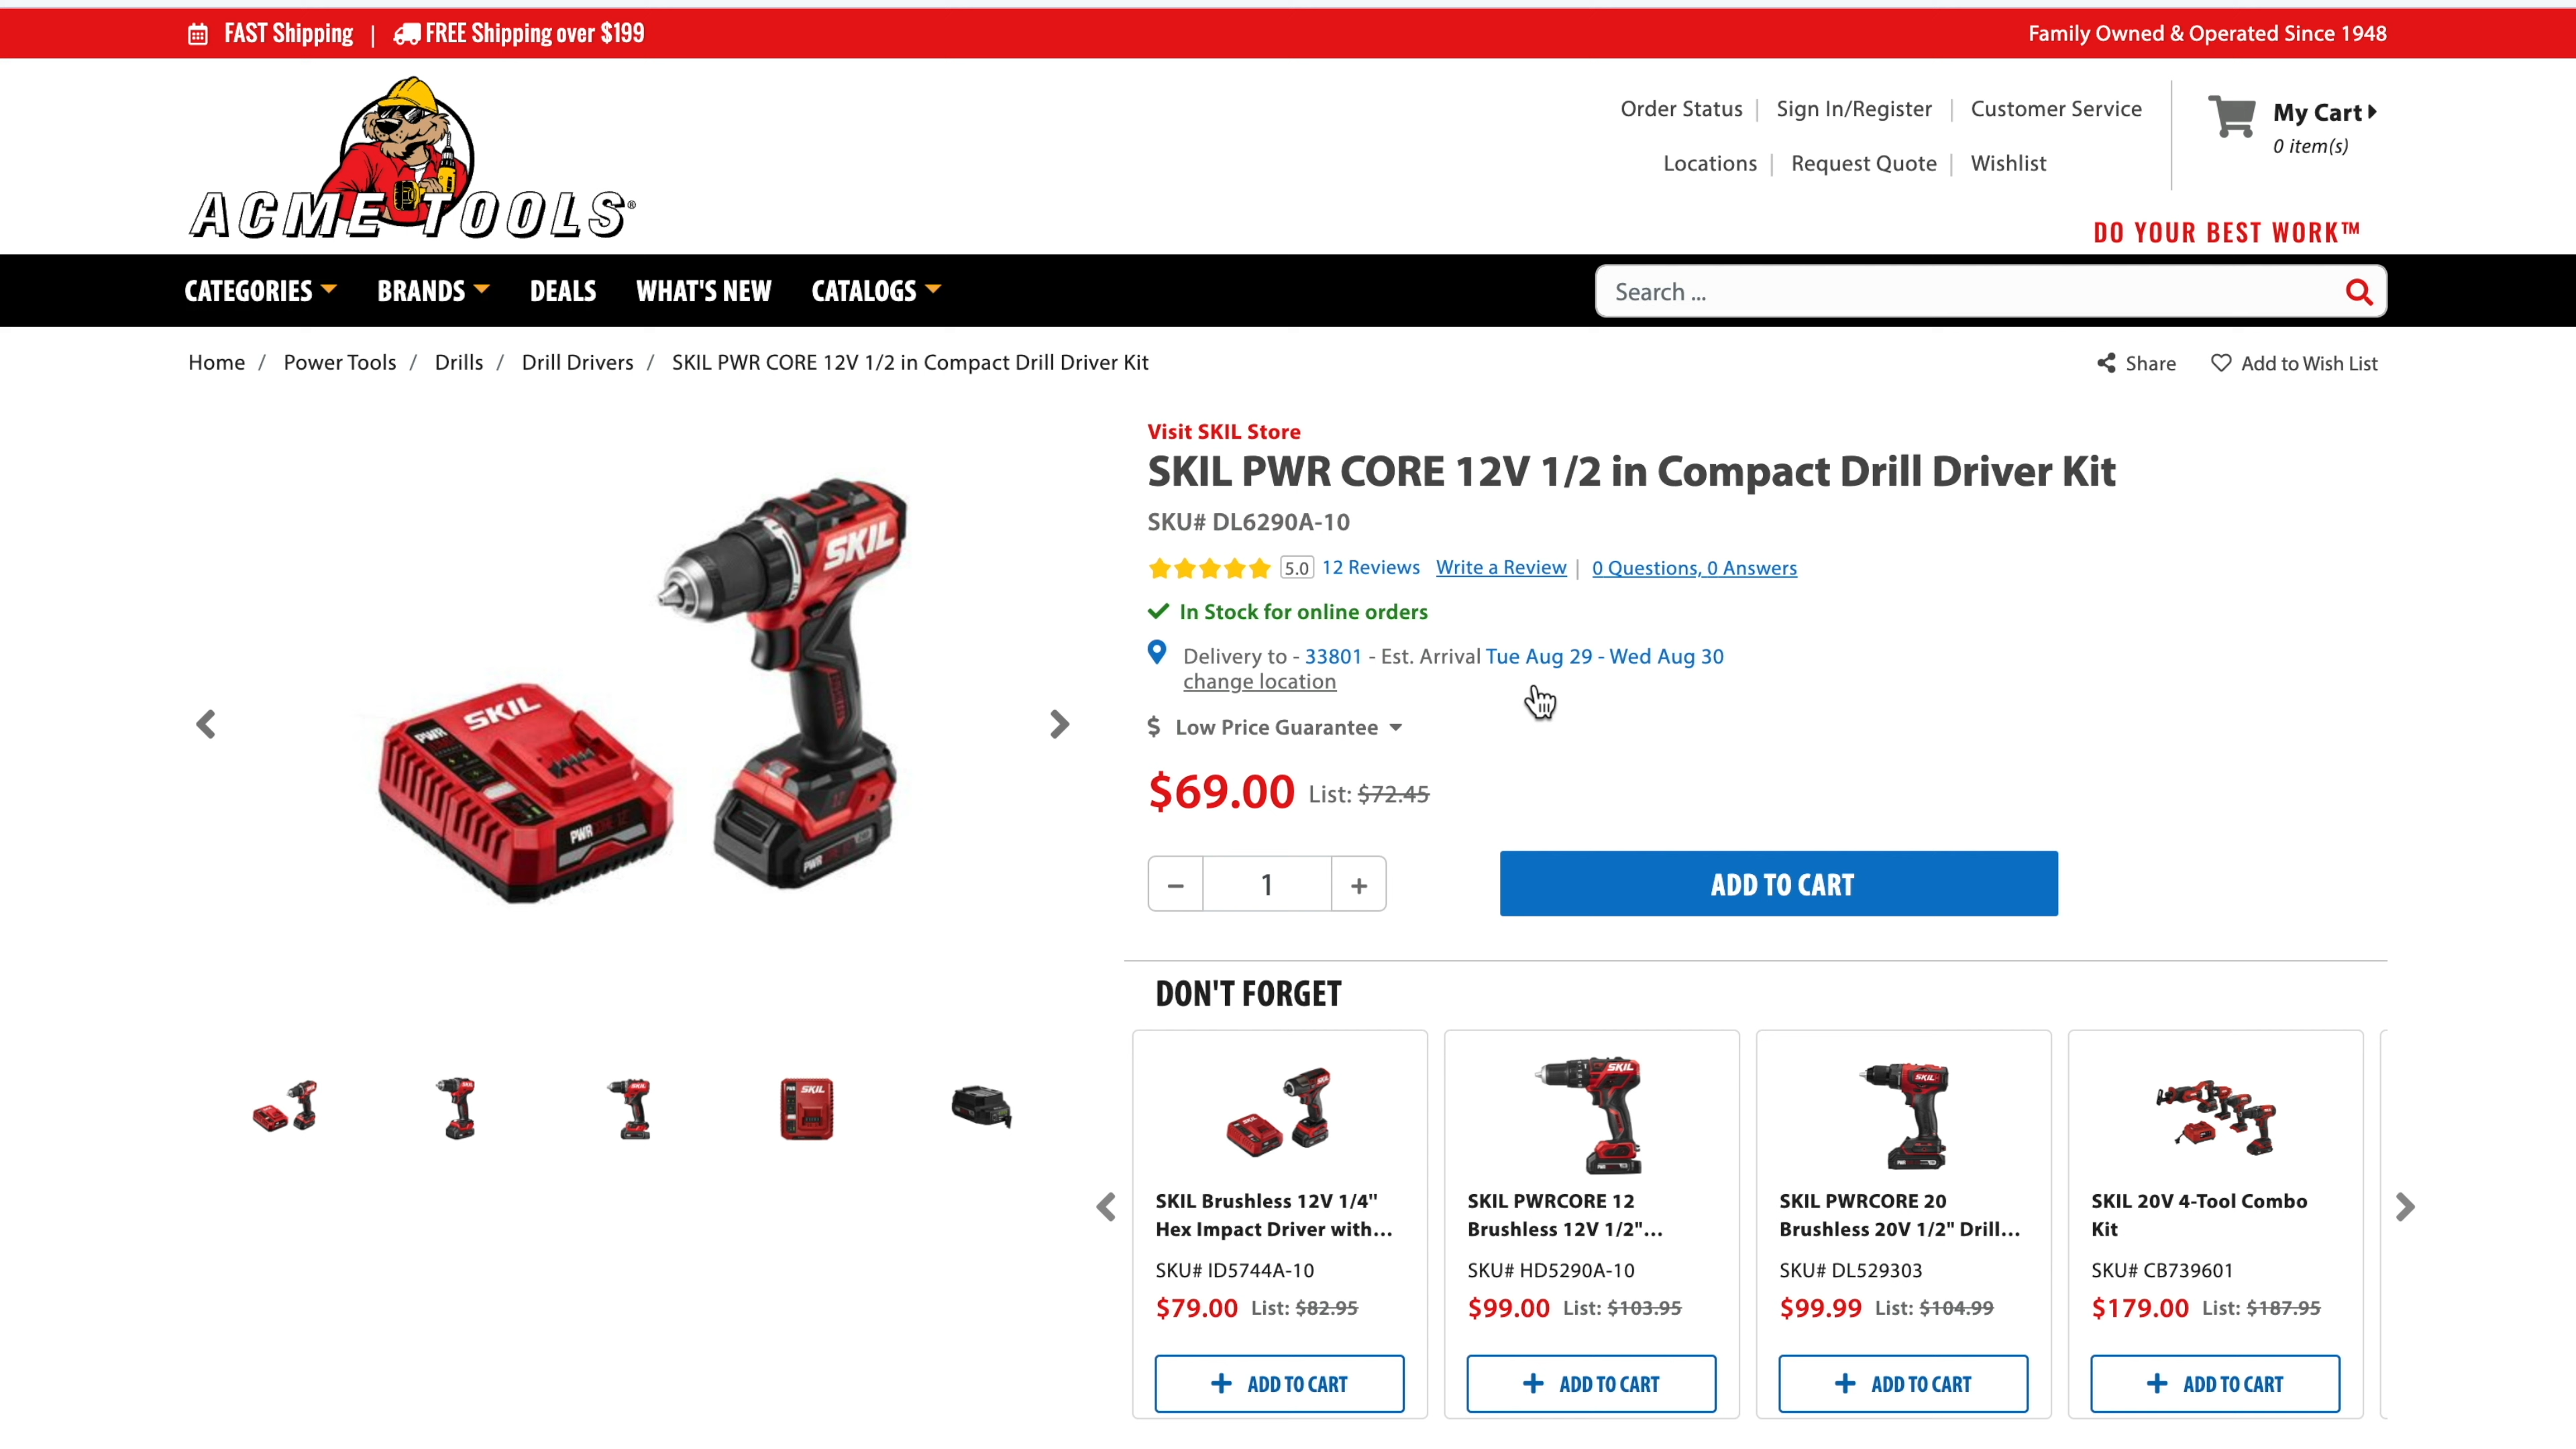 FAST Shipping | FREE Shipping over $199
Family Owned & Operated Since 1948
ACME TOOLS®
Order Status | Sign In/Register | Customer Service
Locations | Request Quote | Wishlist
My Cart
0 item(s)
DO YOUR BEST WORK™
CATEGORIES BRANDS DEALS WHAT'S NEW CATALOGS
Search ...
Home / Power Tools / Drills / Drill Drivers / SKIL PWR CORE 12V 1/2 in Compact Drill Driver Kit
Share Add to Wish List
Visit SKIL Store
SKIL PWR CORE 12V 1/2 in Compact Drill Driver Kit
SKU# DL6290A-10
5.0 12 Reviews Write a Review | 0 Questions, 0 Answers
In Stock for online orders
Delivery to - 33801 - Est. Arrival Tue Aug 29 - Wed Aug 30
change location
$ Low Price Guarantee
$69.00 List: $72.45
− 1 +
ADD TO CART
SKIL
SKIL
PWR
PWR CORE 12
PWR
DON'T FORGET
SKIL Brushless 12V 1/4"
Hex Impact Driver with...
SKU# ID5744A-10
$79.00 List: $82.95
+ ADD TO CART
SKIL PWRCORE 12
Brushless 12V 1/2"...
SKU# HD5290A-10
$99.00 List: $103.95
+ ADD TO CART
SKIL PWRCORE 20
Brushless 20V 1/2" Drill...
SKU# DL529303
$99.99 List: $104.99
+ ADD TO CART
SKIL 20V 4-Tool Combo
Kit
SKU# CB739601
$179.00 List: $187.95
+ ADD TO CART